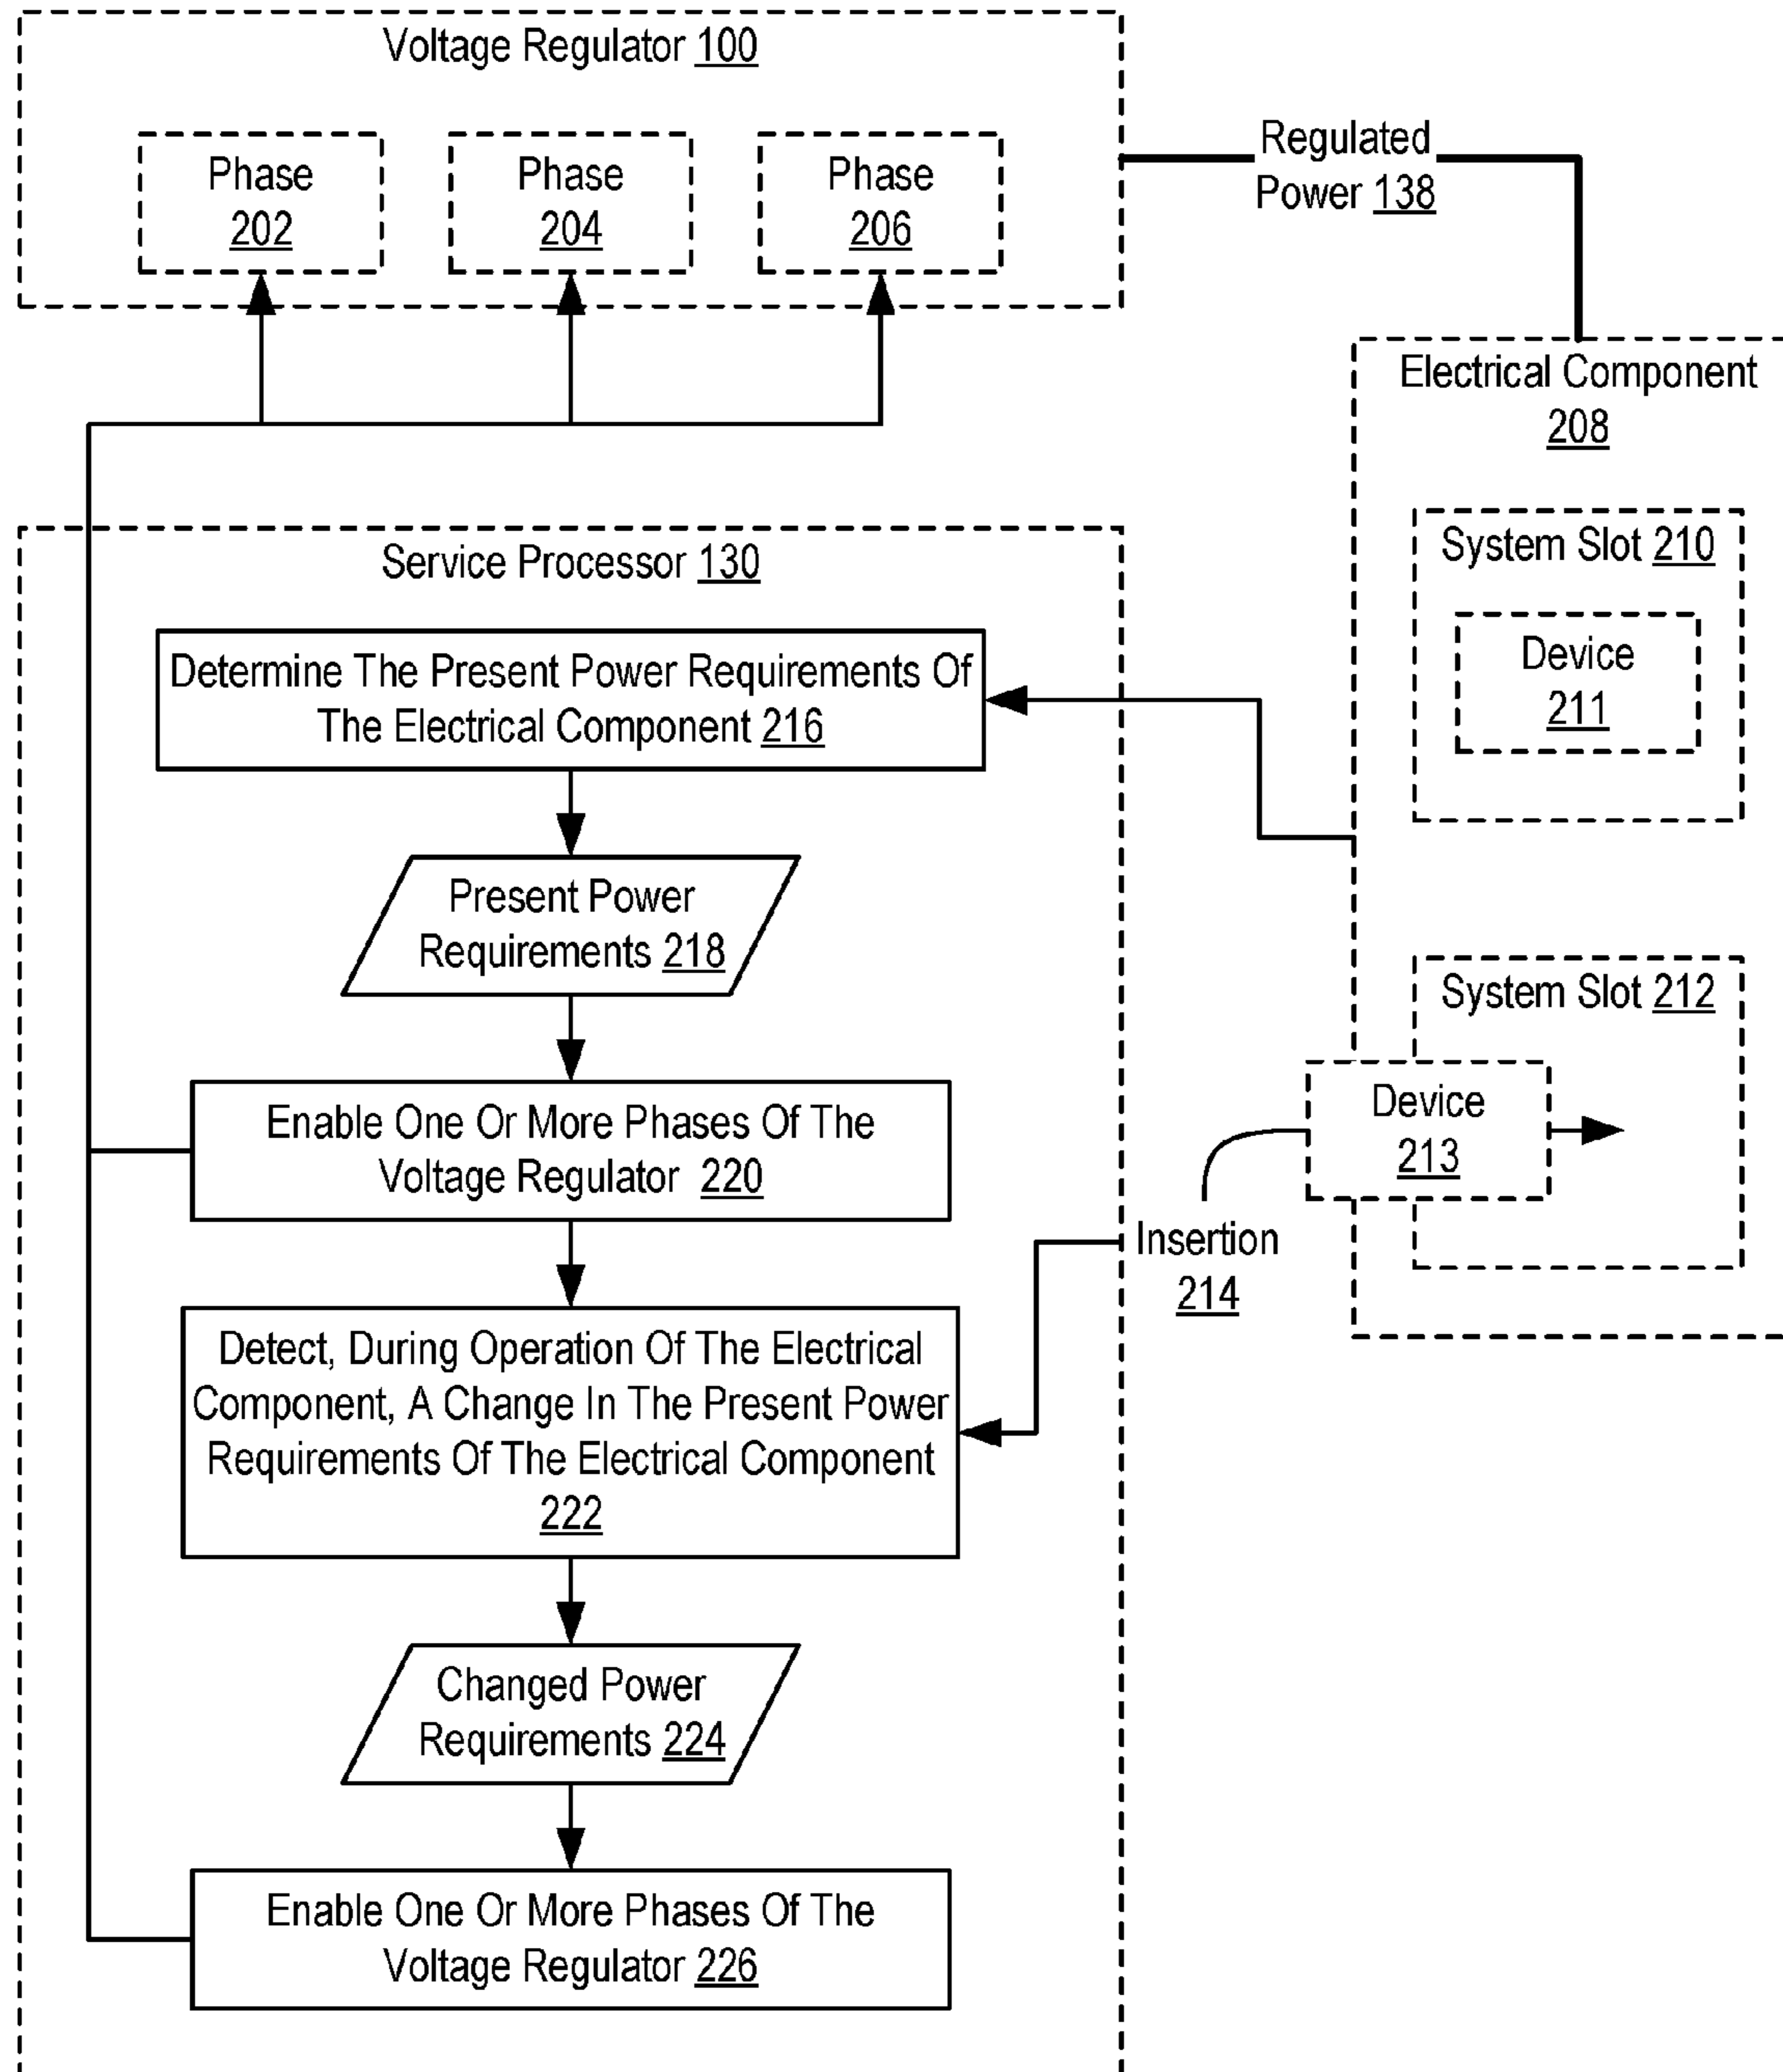 Voltage Regulator 100
Phase
202
Phase
204
Phase
206
Regulated
Power 138
Electrical Component
208
System Slot 210
Device
211
System Slot 212
Device
213
Insertion
214
Service Processor 130
Determine The Present Power Requirements Of
The Electrical Component 216
Present Power
Requirements 218
Enable One Or More Phases Of The
Voltage Regulator 220
Detect, During Operation Of The Electrical
Component, A Change In The Present Power
Requirements Of The Electrical Component
222
Changed Power
Requirements 224
Enable One Or More Phases Of The
Voltage Regulator 226